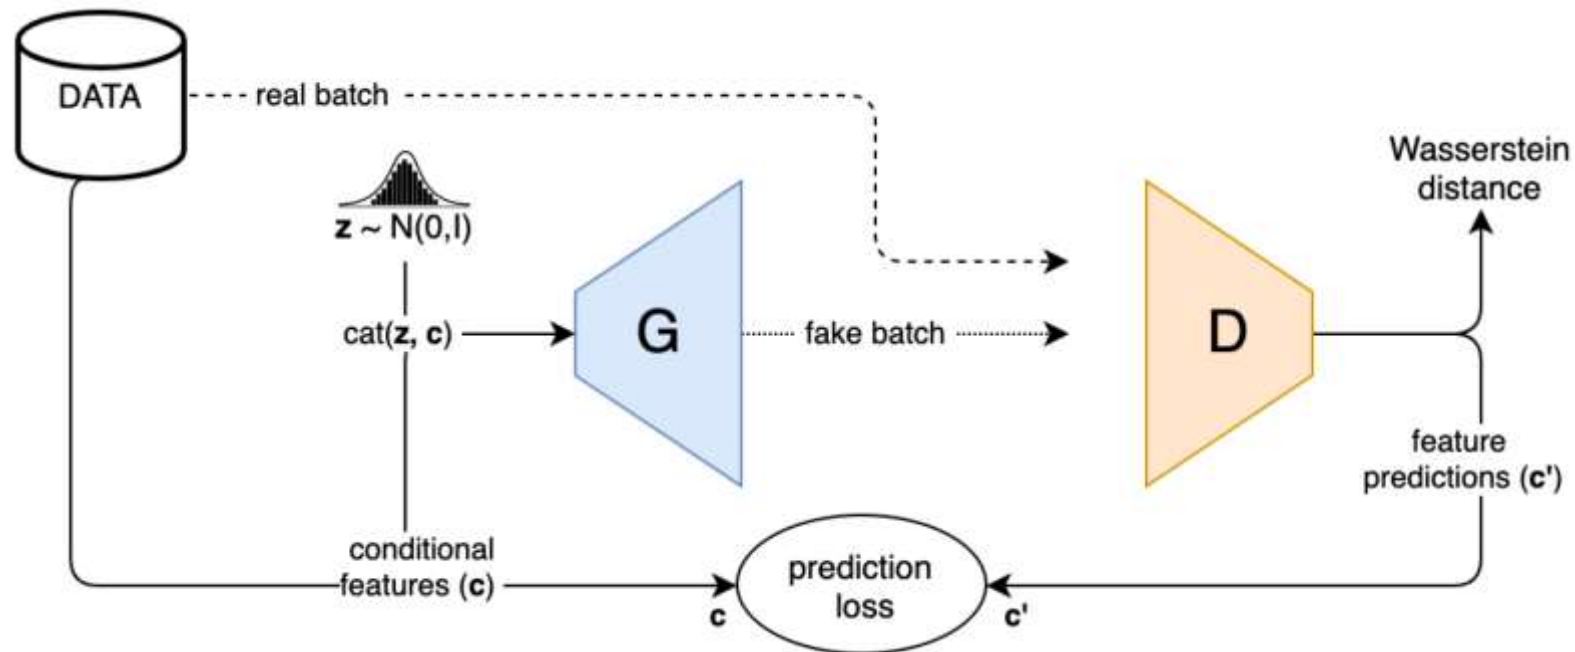 DATA
real batch
Wasserstein
distance
z ~ N(0,I)
cat(z, c)
G
fake batch
D
feature
predictions (c')
conditional
features (c)
prediction
loss
c
c'